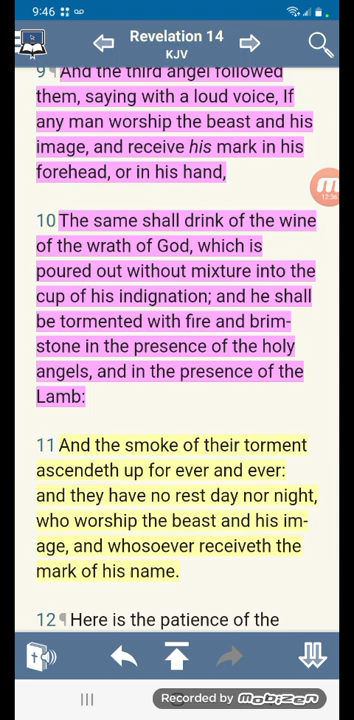 9:46
Revelation 14
KJV
9 ¶ And the third angel followed
them, saying with a loud voice, If
any man worship the beast and his
image, and receive his mark in his
forehead, or in his hand,
12:36
10 The same shall drink of the wine
of the wrath of God, which is
poured out without mixture into the
cup of his indignation; and he shall
be tormented with fire and brim-
stone in the presence of the holy
angels, and in the presence of the
Lamb:
11 And the smoke of their torment
ascendeth up for ever and ever:
and they have no rest day nor night,
who worship the beast and his im-
age, and whosoever receiveth the
mark of his name.
12 ¶ Here is the patience of the
Recorded by MOBIZEN